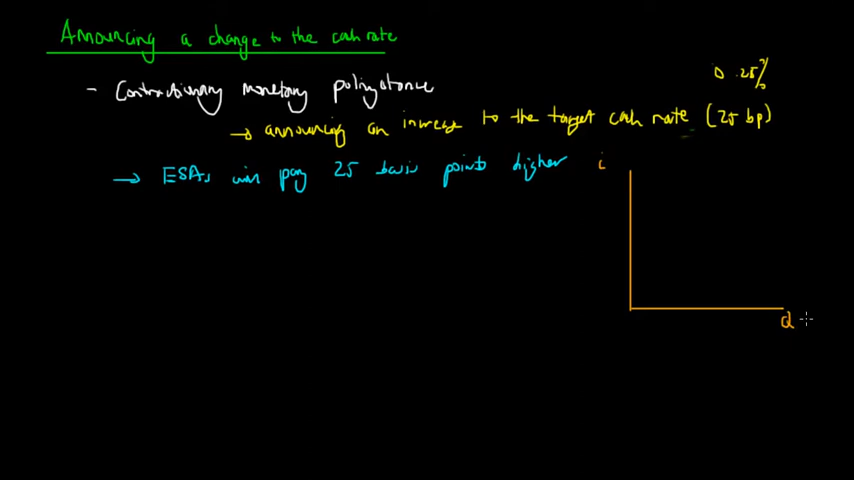 Announcing a change to the cash rate
- Contractionary monetary policy stance
0.25%
→ announcing an increase to the target cash rate (25 bp)
→ ESAs will pay 25 basis points higher
i
Q